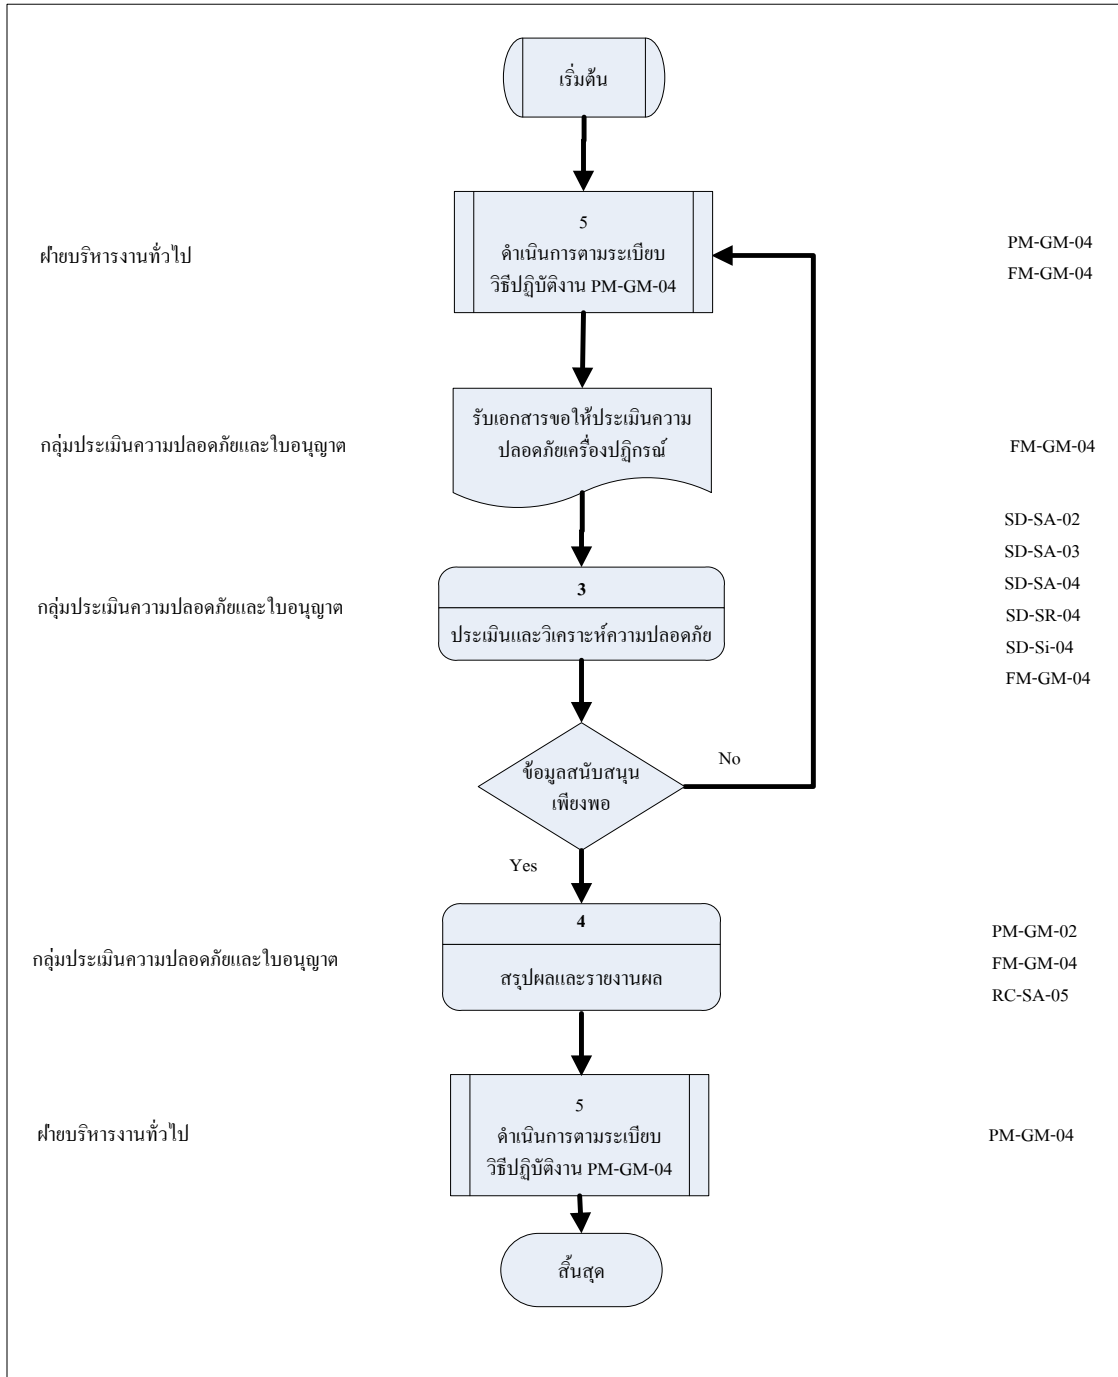 เริ่มต้น
ฝ่ายบริหารงานทั่วไป
5
ดำเนินการตามระเบียบ
วิธีปฏิบัติงาน PM-GM-04
PM-GM-04
FM-GM-04
กลุ่มประเมินความปลอดภัยและใบอนุญาต
รับเอกสารขอให้ประเมินความ
ปลอดภัยเครื่องปฏิกรณ์
FM-GM-04
กลุ่มประเมินความปลอดภัยและใบอนุญาต
3
ประเมินและวิเคราะห์ความปลอดภัย
SD-SA-02
SD-SA-03
SD-SA-04
SD-SR-04
SD-Si-04
FM-GM-04
ข้อมูลสนับสนุน
เพียงพอ
No
Yes
กลุ่มประเมินความปลอดภัยและใบอนุญาต
4
สรุปผลและรายงานผล
PM-GM-02
FM-GM-04
RC-SA-05
ฝ่ายบริหารงานทั่วไป
5
ดำเนินการตามระเบียบ
วิธีปฏิบัติงาน PM-GM-04
PM-GM-04
สิ้นสุด